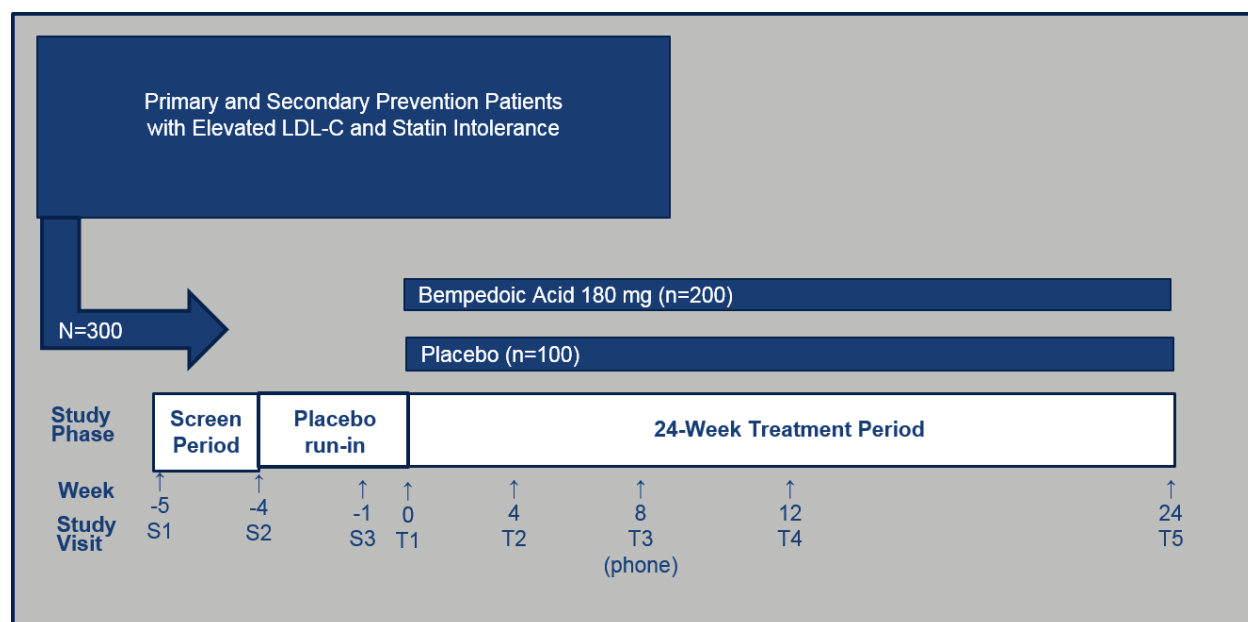 Primary and Secondary Prevention Patients
with Elevated LDL-C and Statin Intolerance
N=300
Bempedoic Acid 180 mg (n=200)
Placebo (n=100)
Study
Phase
Screen
Period
Placebo
run-in
24-Week Treatment Period
Week
↑ ↑ ↑ ↑ ↑ ↑ ↑ ↑
-5 -4 -1 0 4 8 12 24
Study
Visit
S1 S2 S3 T1 T2 T3 T4 T5
(phone)